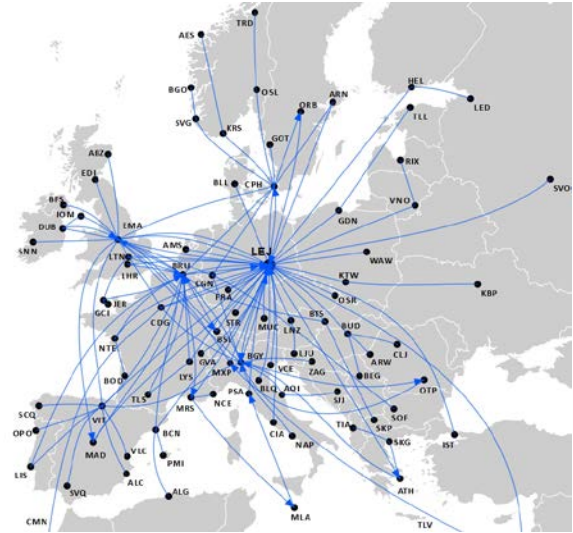 TRD
AES
HEL
BGO
OSL
ORB
ARN
LED
SVG
TLL
KRS
GOT
ABZ
RIX
EDI
BLL
CPH
SVO
BFS
VNO
IOM
GDN
DUB
EMA
AMS
LEJ
SNN
LTN
BRU
WAW
LHR
CGN
KTW
KBP
FRA
OSR
JER
GCI
CDG
STR
MUC
LNZ
BTS
BUD
NTE
BSL
CLJ
GVA
MXP
BGY
LJU
ARW
LYS
VCE
ZAG
BOD
BEG
BLQ
AOI
OTP
TLS
PSA
SCQ
MRS
NCE
SJJ
SOF
VIT
SKP
OPO
BCN
CIA
TIA
SKG
IST
NAP
MAD
VLC
PMI
LIS
ALC
ATH
SVQ
ALG
MLA
CMN
TLV